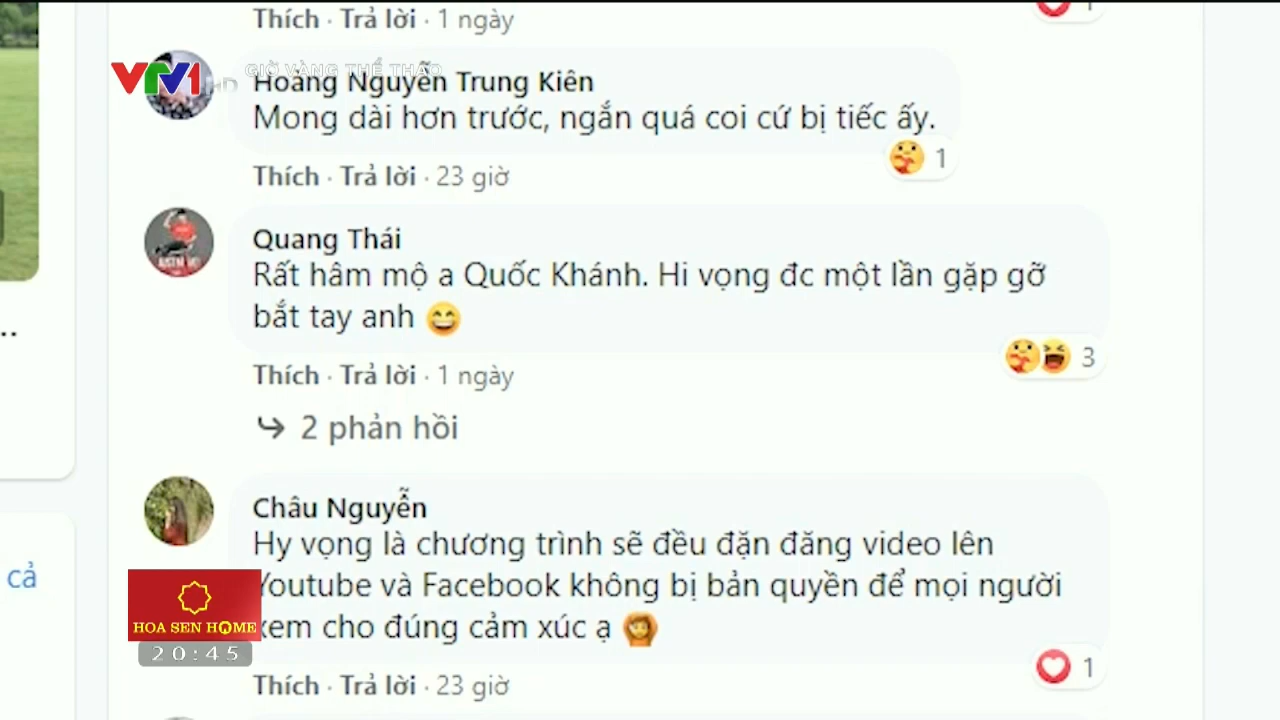 Thích · Trả lời · 1 ngày
1
VTV1 HD
GIỜ VÀNG THỂ THAO
Hoàng Nguyễn Trung Kiên
Mong dài hơn trước, ngắn quá coi cứ bị tiếc ấy.
1
Thích · Trả lời · 23 giờ
Quang Thái
Rất hâm mộ a Quốc Khánh. Hi vọng đc một lần gặp gỡ
bắt tay anh 😄
3
Thích · Trả lời · 1 ngày
2 phản hồi
..
Châu Nguyễn
Hy vọng là chương trình sẽ đều đặn đăng video lên
Youtube và Facebook không bị bản quyền để mọi người
xem cho đúng cảm xúc ạ 🙆
cả
HOA SEN HOME
20:45
1
Thích · Trả lời · 23 giờ